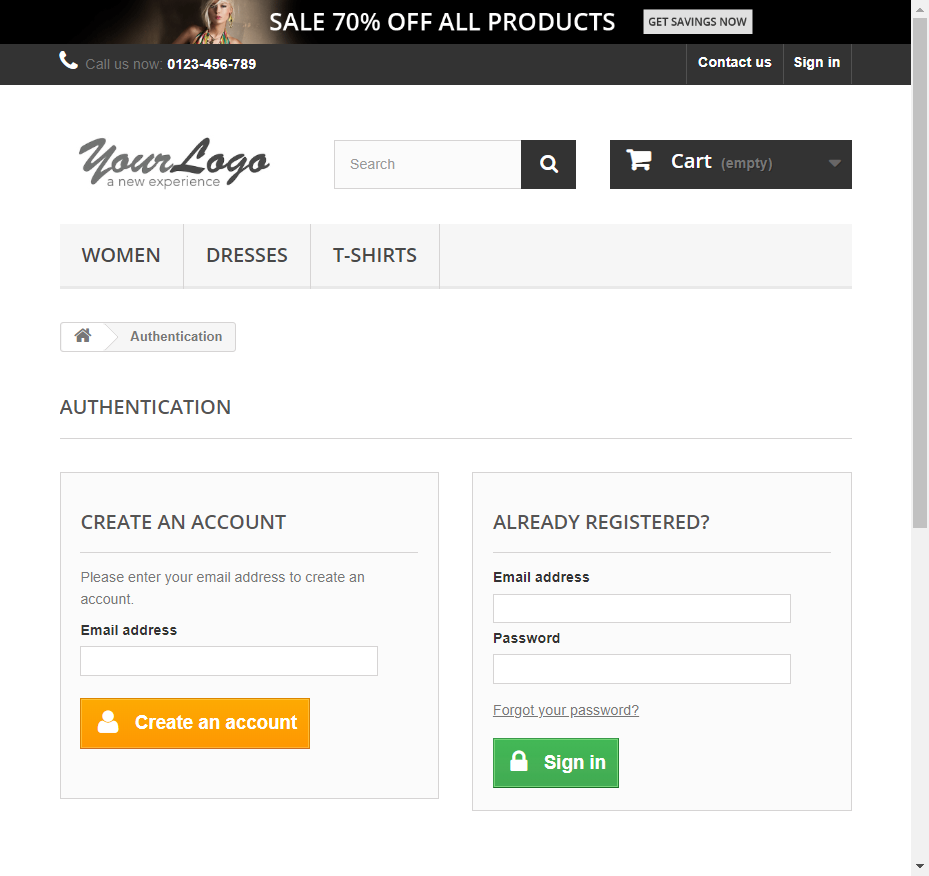 SALE 70% OFF ALL PRODUCTS GET SAVINGS NOW
Call us now: 0123-456-789 Contact us Sign in
YourLogo
a new experience
Search
Cart (empty)
WOMEN DRESSES T-SHIRTS
Authentication
AUTHENTICATION
CREATE AN ACCOUNT
Please enter your email address to create an
account.
Email address
Create an account
ALREADY REGISTERED?
Email address
Password
Forgot your password?
Sign in